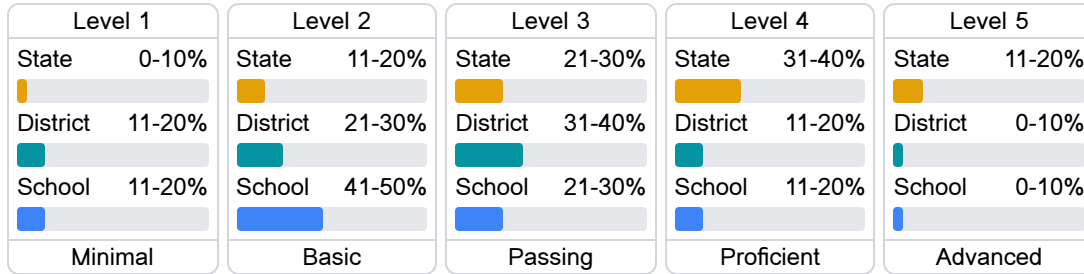 Level 1
State 0-10%
District 11-20%
School 11-20%
Minimal
Level 2
State 11-20%
District 21-30%
School 41-50%
Basic
Level 3
State 21-30%
District 31-40%
School 21-30%
Passing
Level 4
State 31-40%
District 11-20%
School 11-20%
Proficient
Level 5
State 11-20%
District 0-10%
School 0-10%
Advanced